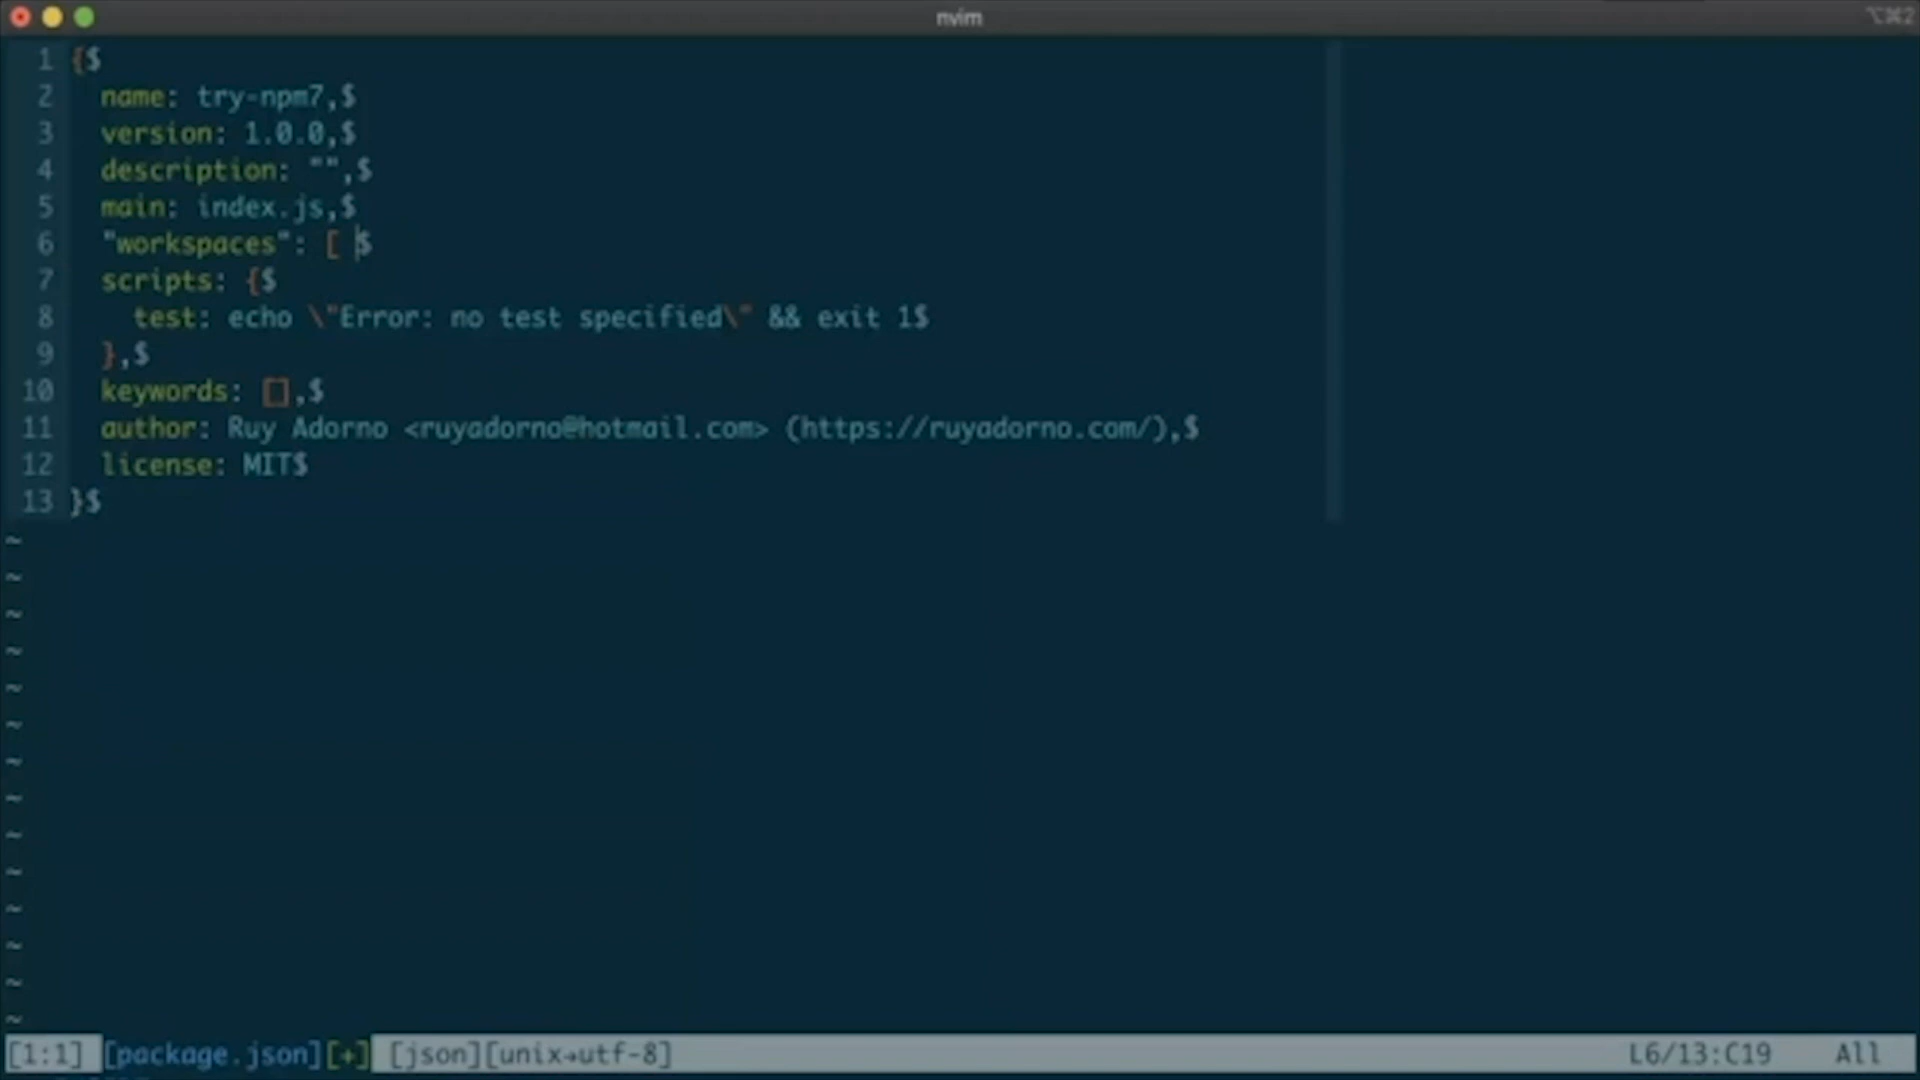 nvim
⌥⌘2
1 {$
2 name: try-npm7,$
3 version: 1.0.0,$
4 description: "",$
5 main: index.js,$
6 "workspaces": [ $
7 scripts: {$
8 test: echo \"Error: no test specified\" && exit 1$
9 },$
10 keywords: [],$
11 author: Ruy Adorno <ruyadorno@hotmail.com> (https://ruyadorno.com/),$
12 license: MIT$
13 }$
~
~
~
~
~
~
~
~
~
~
~
~
~
~
[1:1] [package.json][+] [json][unix→utf-8] L6/13:C19 All